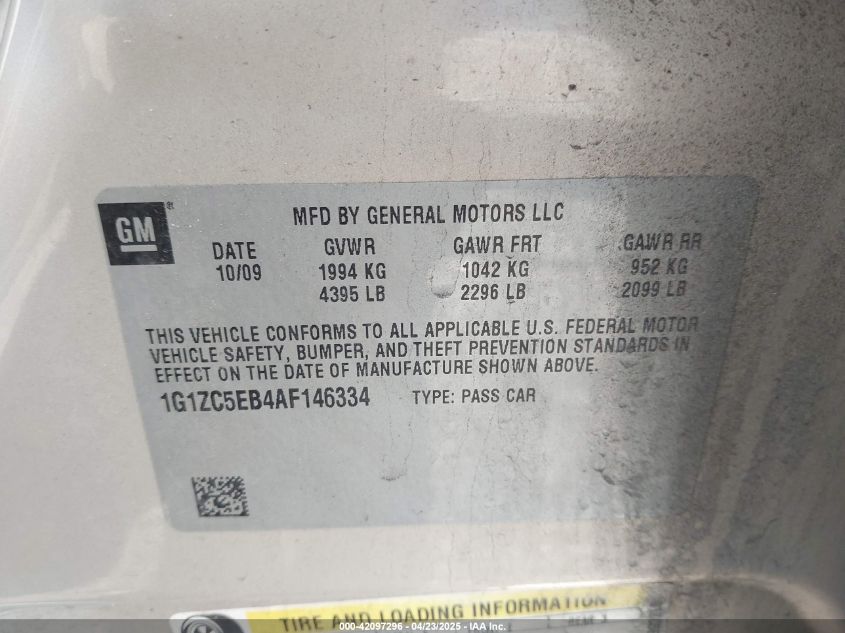 GM®
MFD BY GENERAL MOTORS LLC
DATE GVWR GAWR FRT GAWR RR
10/09 1994 KG 1042 KG 952 KG
4395 LB 2296 LB 2099 LB
THIS VEHICLE CONFORMS TO ALL APPLICABLE U.S. FEDERAL MOTOR
VEHICLE SAFETY, BUMPER, AND THEFT PREVENTION STANDARDS IN
EFFECT ON THE DATE OF MANUFACTURE SHOWN ABOVE.
1G1ZC5EB4AF146334 TYPE: PASS CAR
TIRE AND LOADING INFORMATION
000-42097296 - 04/23/2025 - IAA Inc.